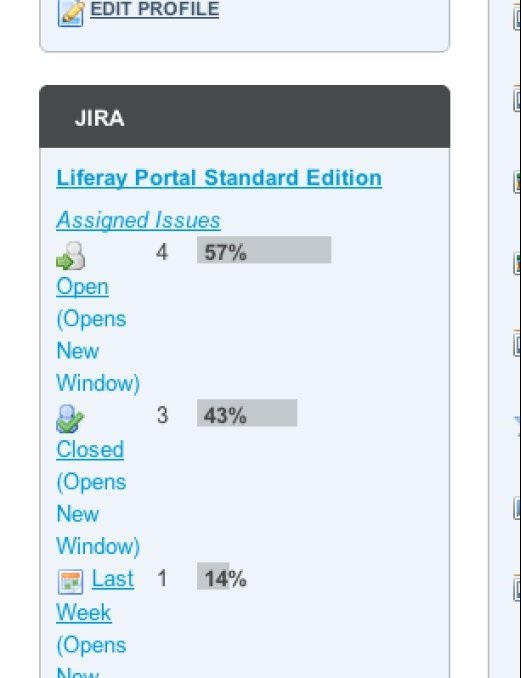 EDIT PROFILE
JIRA
Liferay Portal Standard Edition
Assigned Issues
4 57%
Open
(Opens
New
Window)
3 43%
Closed
(Opens
New
Window)
Last 1 14%
Week
(Opens
New